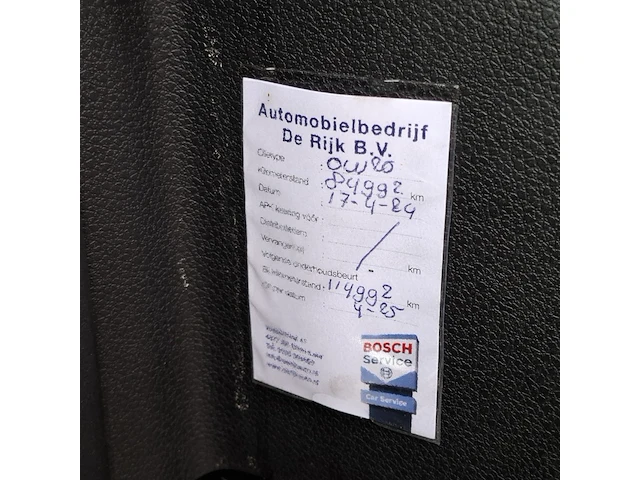 Automobielbedrijf
De Rijk B.V.
Olietype : 0W20
Kilometerstand : 84992 km
Datum : 17-4-24
APK keuring vóór :
Distributieriem :
Vervangen bij : km
Volgende onderhoudsbeurt
Bij kilometerstand : 114992 km
Of per datum : 4-25
BOSCH
Service
Car Service